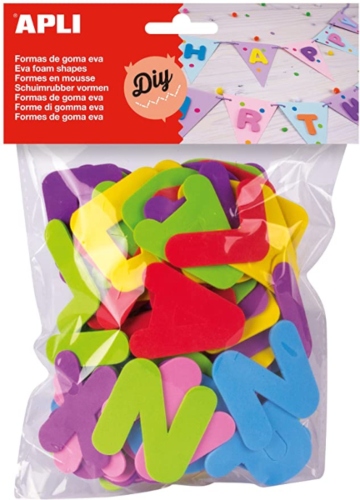 APLI
Formas de goma eva
Eva foam shapes
Formes en mousse
Schuimrubber vormen
Formas de goma eva
Forme di gomma eva
Formes de goma eva
Diy
H A P
I R T H
A
N
N